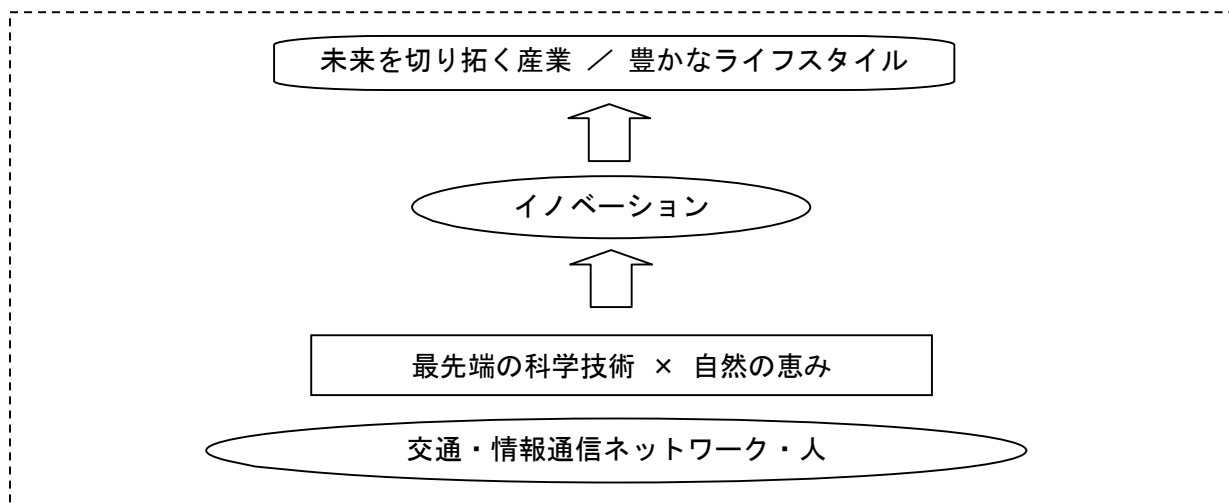 未来を切り拓く産業 ／ 豊かなライフスタイル
イノベーション
最先端の科学技術 × 自然の恵み
交通・情報通信ネットワーク・人